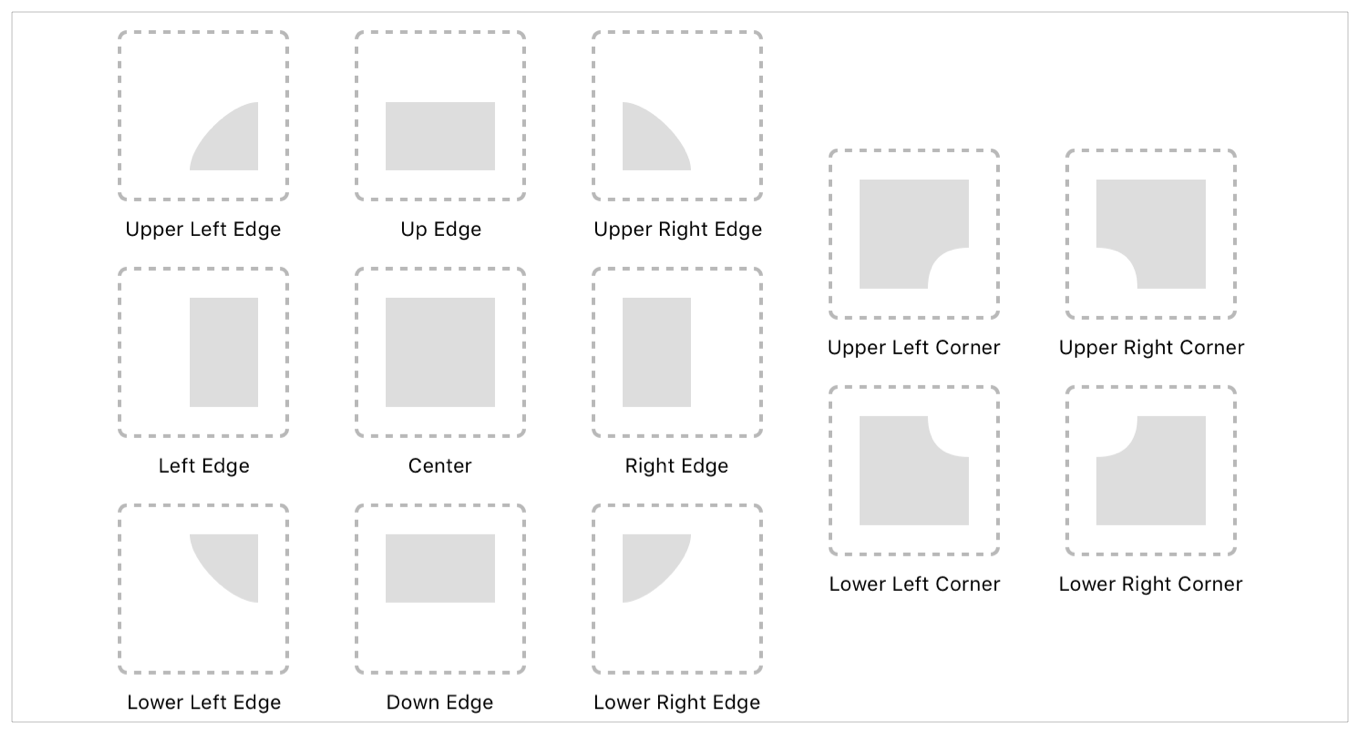 Upper Left Edge
Up Edge
Upper Right Edge
Upper Left Corner
Upper Right Corner
Left Edge
Center
Right Edge
Lower Left Corner
Lower Right Corner
Lower Left Edge
Down Edge
Lower Right Edge